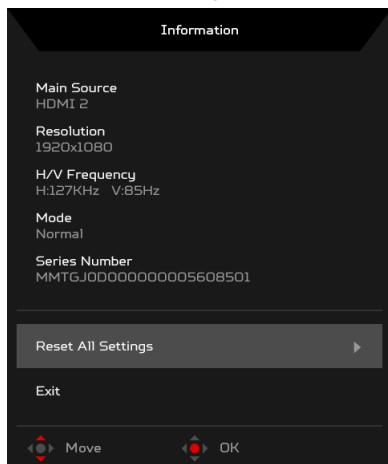 Information
Main Source
HDMI 2
Resolution
1920x1080
H/V Frequency
H:127KHz V:85Hz
Mode
Normal
Series Number
MMTGJ0D000000005608501
Reset All Settings
Exit
Move OK